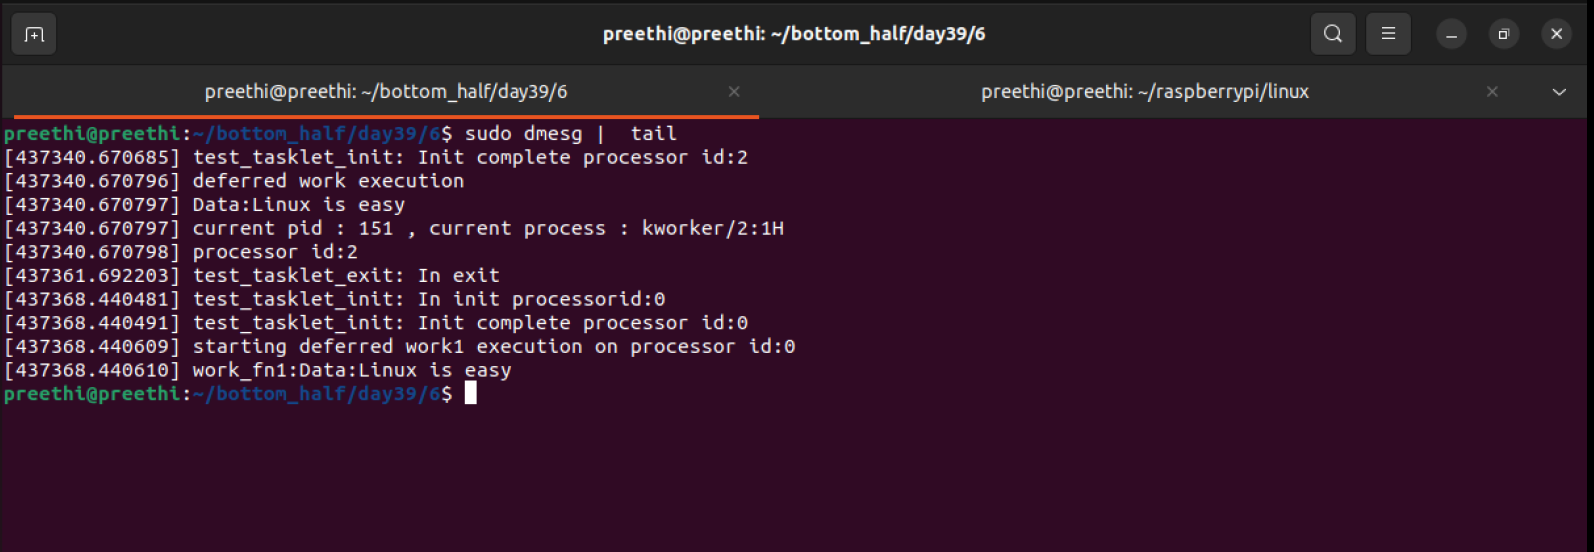 preethi@preethi: ~/bottom_half/day39/6
preethi@preethi: ~/bottom_half/day39/6
preethi@preethi: ~/raspberrypi/linux
preethi@preethi:~/bottom_half/day39/6$ sudo dmesg |  tail
[437340.670685] test_tasklet_init: Init complete processor id:2
[437340.670796] deferred work execution
[437340.670797] Data:Linux is easy
[437340.670797] current pid : 151 , current process : kworker/2:1H
[437340.670798] processor id:2
[437361.692203] test_tasklet_exit: In exit
[437368.440481] test_tasklet_init: In init processorid:0
[437368.440491] test_tasklet_init: Init complete processor id:0
[437368.440609] starting deferred work1 execution on processor id:0
[437368.440610] work_fn1:Data:Linux is easy
preethi@preethi:~/bottom_half/day39/6$